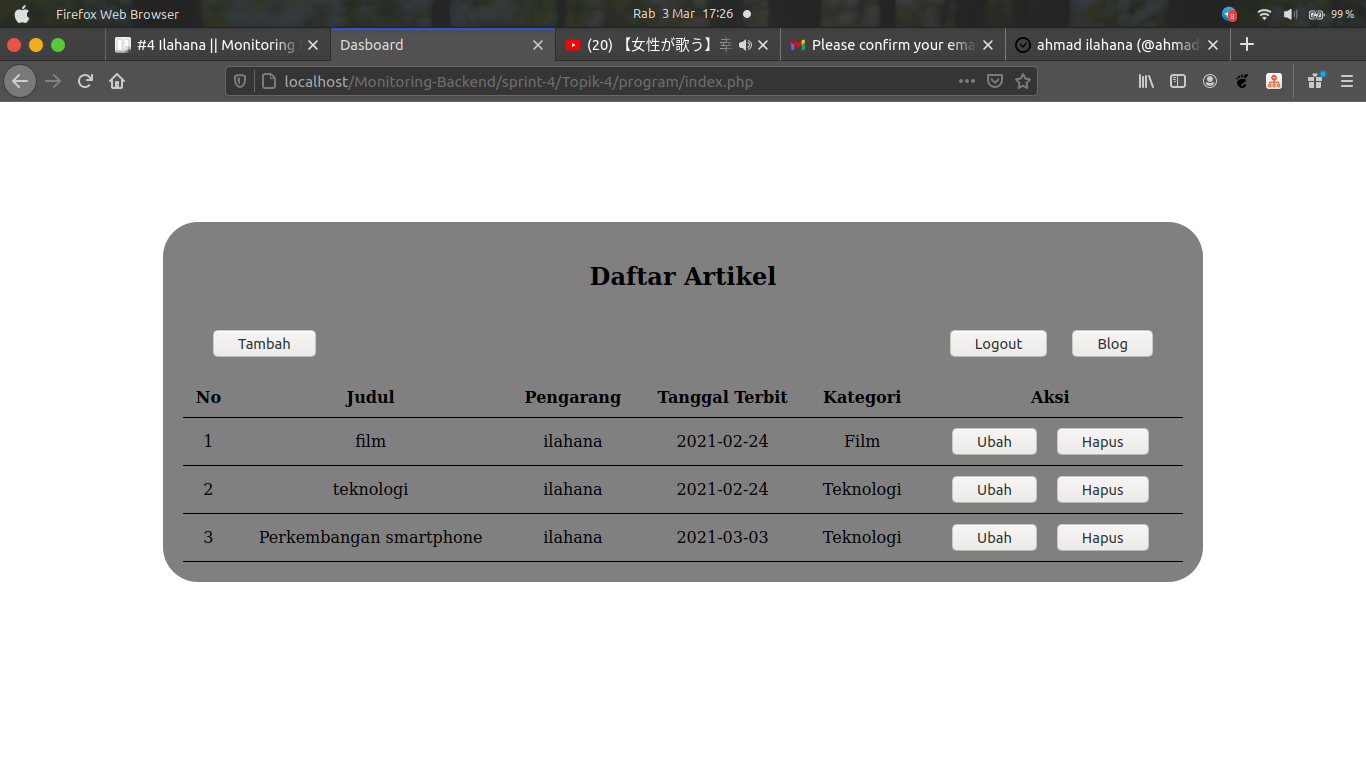 Firefox Web Browser Rab 3 Mar 17:26 8 99 %
#4 Ilahana || Monitoring Dasboard (20) 【女性が歌う】幸 Please confirm your ema ahmad ilahana (@ahmad
localhost/Monitoring-Backend/sprint-4/Topik-4/program/index.php
Daftar Artikel
Tambah Logout Blog
No Judul Pengarang Tanggal Terbit Kategori Aksi
1 film ilahana 2021-02-24 Film Ubah Hapus
2 teknologi ilahana 2021-02-24 Teknologi Ubah Hapus
3 Perkembangan smartphone ilahana 2021-03-03 Teknologi Ubah Hapus